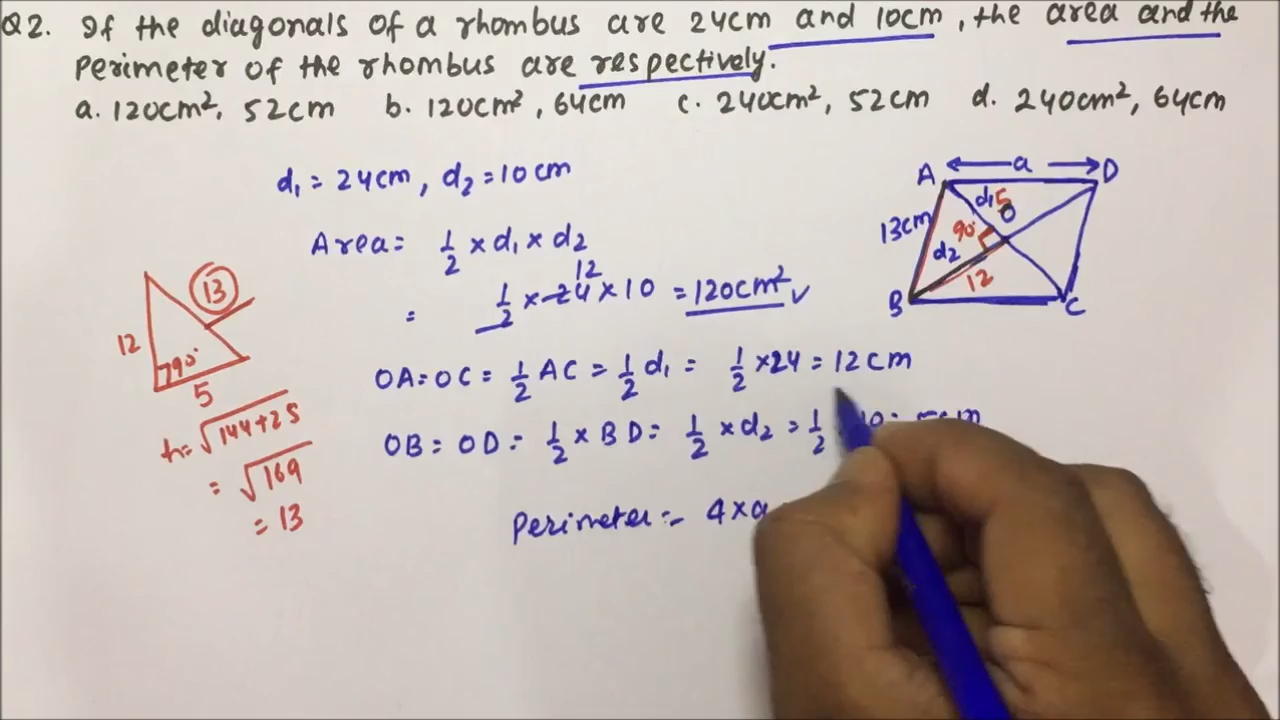 Q2. If the diagonals of a rhombus are 24cm and 10cm, the area and the
Perimeter of the rhombus are respectively.
a. 120cm², 52cm b. 120cm², 64cm c. 240cm², 52cm d. 240cm², 64cm
d₁ = 24cm, d₂ = 10cm
Area = 1/2 × d₁ × d₂
12
= 1/2 × 24 × 10 = 120cm² ✓
OA = OC = 1/2 AC = 1/2 d₁ = 1/2 × 24 = 12cm
OB = OD = 1/2 × BD = 1/2 × d₂ = 1/2
Perimeter :- 4 × a
12
13
90°
5
h = √144+25
= √169
= 13
A a D
d₁ 5
O
13cm 90°
d₂
12
B C